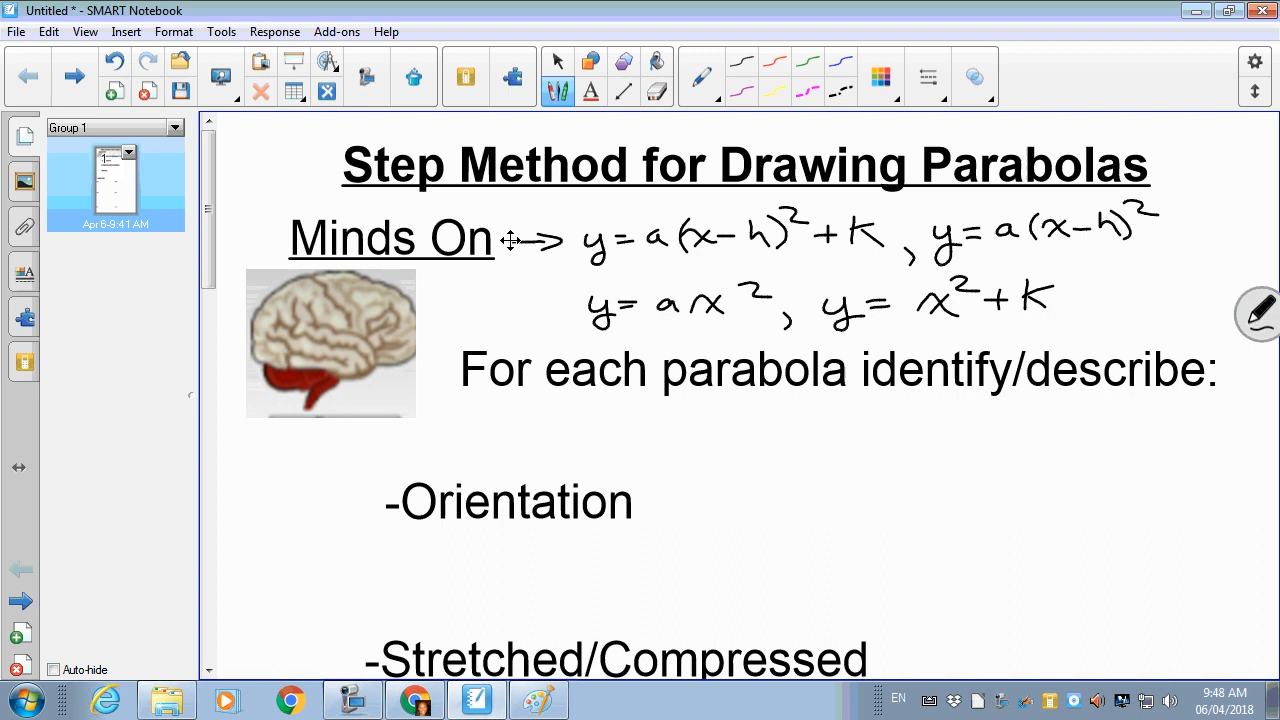 Untitled * - SMART Notebook
File Edit View Insert Format Tools Response Add-ons Help
Group 1
1
Apr 6-9:41 AM
Step Method for Drawing Parabolas
Minds On → y = a(x-h)² + k , y = a(x-h)²
y = ax² , y = x² + k
For each parabola identify/describe:
-Orientation
-Stretched/Compressed
Auto-hide
EN
9:48 AM
06/04/2018